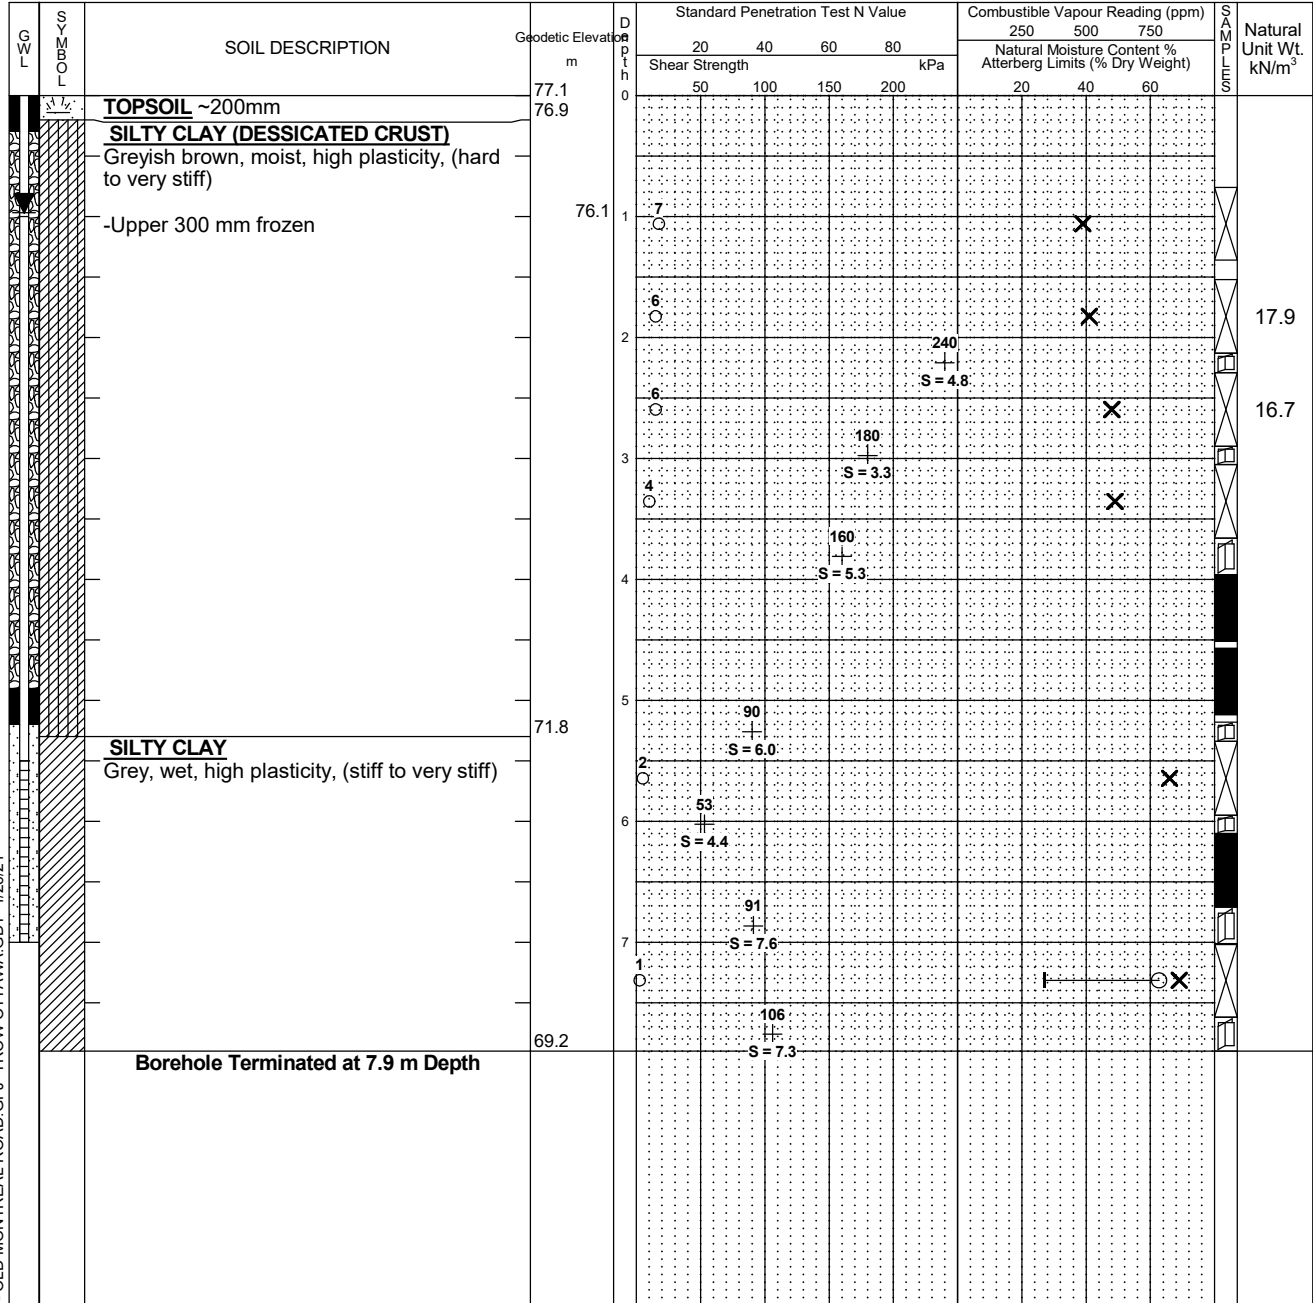 GWL
SYMBOL
SOIL DESCRIPTION
Geodetic Elevation
m
Depth
Standard Penetration Test N Value
20 40 60 80
Shear Strength kPa
50 100 150 200
Combustible Vapour Reading (ppm)
250 500 750
Natural Moisture Content %
Atterberg Limits (% Dry Weight)
20 40 60
SAMPLES
Natural
Unit Wt.
kN/m³
77.1
0
TOPSOIL ~200mm
76.9
SILTY CLAY (DESSICATED CRUST)
Greyish brown, moist, high plasticity, (hard
to very stiff)
76.1
-Upper 300 mm frozen
7
1
6
17.9
2
240
S = 4.8
6
16.7
180
3
S = 3.3
4
160
S = 5.3
4
5
90
71.8
SILTY CLAY
S = 6.0
Grey, wet, high plasticity, (stiff to very stiff)
2
53
6
S = 4.4
91
7
S = 7.6
1
106
69.2
S = 7.3
Borehole Terminated at 7.9 m Depth